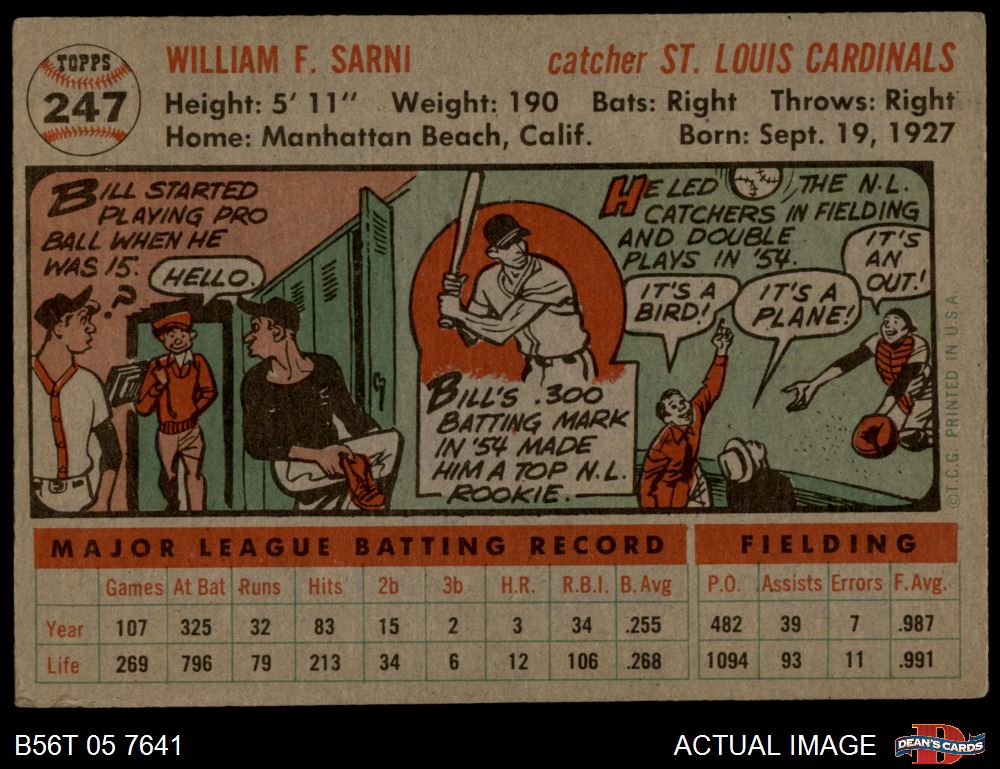 TOPPS
247
WILLIAM F. SARNI catcher ST. LOUIS CARDINALS
Height: 5' 11" Weight: 190 Bats: Right Throws: Right
Home: Manhattan Beach, Calif. Born: Sept. 19, 1927
BILL STARTED
PLAYING PRO
BALL WHEN HE
WAS 15.
HELLO.
?
BILL'S .300
BATTING MARK
IN '54 MADE
HIM A TOP N.L.
ROOKIE.
HE LED THE N.L.
CATCHERS IN FIELDING
AND DOUBLE
PLAYS IN '54.
IT'S A
BIRD!
IT'S A
PLANE!
IT'S
AN
OUT!
©T.C.G. PRINTED IN U.S.A.
MAJOR LEAGUE BATTING RECORD FIELDING
Games At Bat Runs Hits 2b 3b H.R. R.B.I. B. Avg P.O. Assists Errors F. Avg.
Year 107 325 32 83 15 2 3 34 .255 482 39 7 .987
Life 269 796 79 213 34 6 12 106 .268 1094 93 11 .991
B56T 05 7641 ACTUAL IMAGE D DEAN'S CARDS